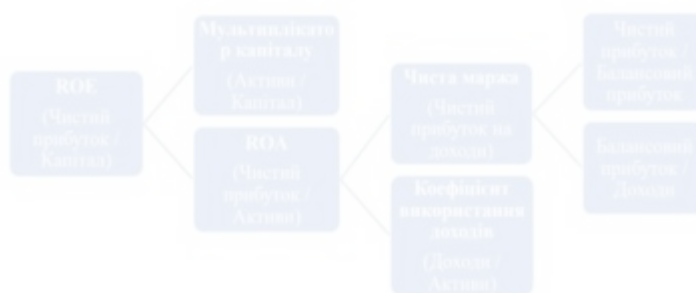 ROE
(Чистий
прибуток /
Капітал)
Мультиплікато
р капіталу
(Активи /
Капітал)
ROA
(Чистий
прибуток /
Активи)
Чиста маржа
(Чистий
прибуток на
доходи)
Коефіцієнт
використання
доходів
(Доходи /
Активи)
Чистий
прибуток /
Балансовий
прибуток
Балансовий
прибуток /
Доходи